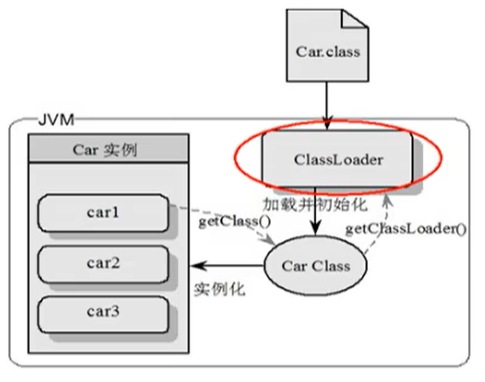 Car.class
JVM
Car 实例
ClassLoader
加载并初始化
car1
getClass()
getClassLoader()
car2
Car Class
实例化
car3